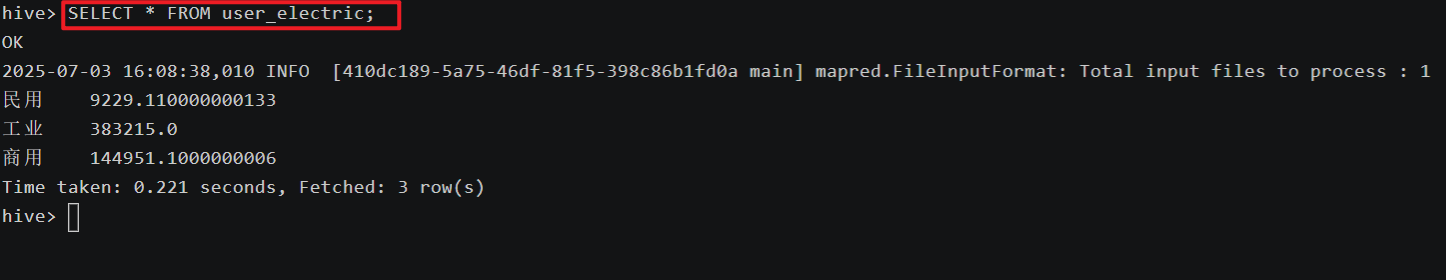 hive> SELECT * FROM user_electric;
OK
2025-07-03 16:08:38,010 INFO  [410dc189-5a75-46df-81f5-398c86b1fd0a main] mapred.FileInputFormat: Total input files to process : 1
民用    9229.110000000133
工业    383215.0
商用    144951.1000000006
Time taken: 0.221 seconds, Fetched: 3 row(s)
hive>